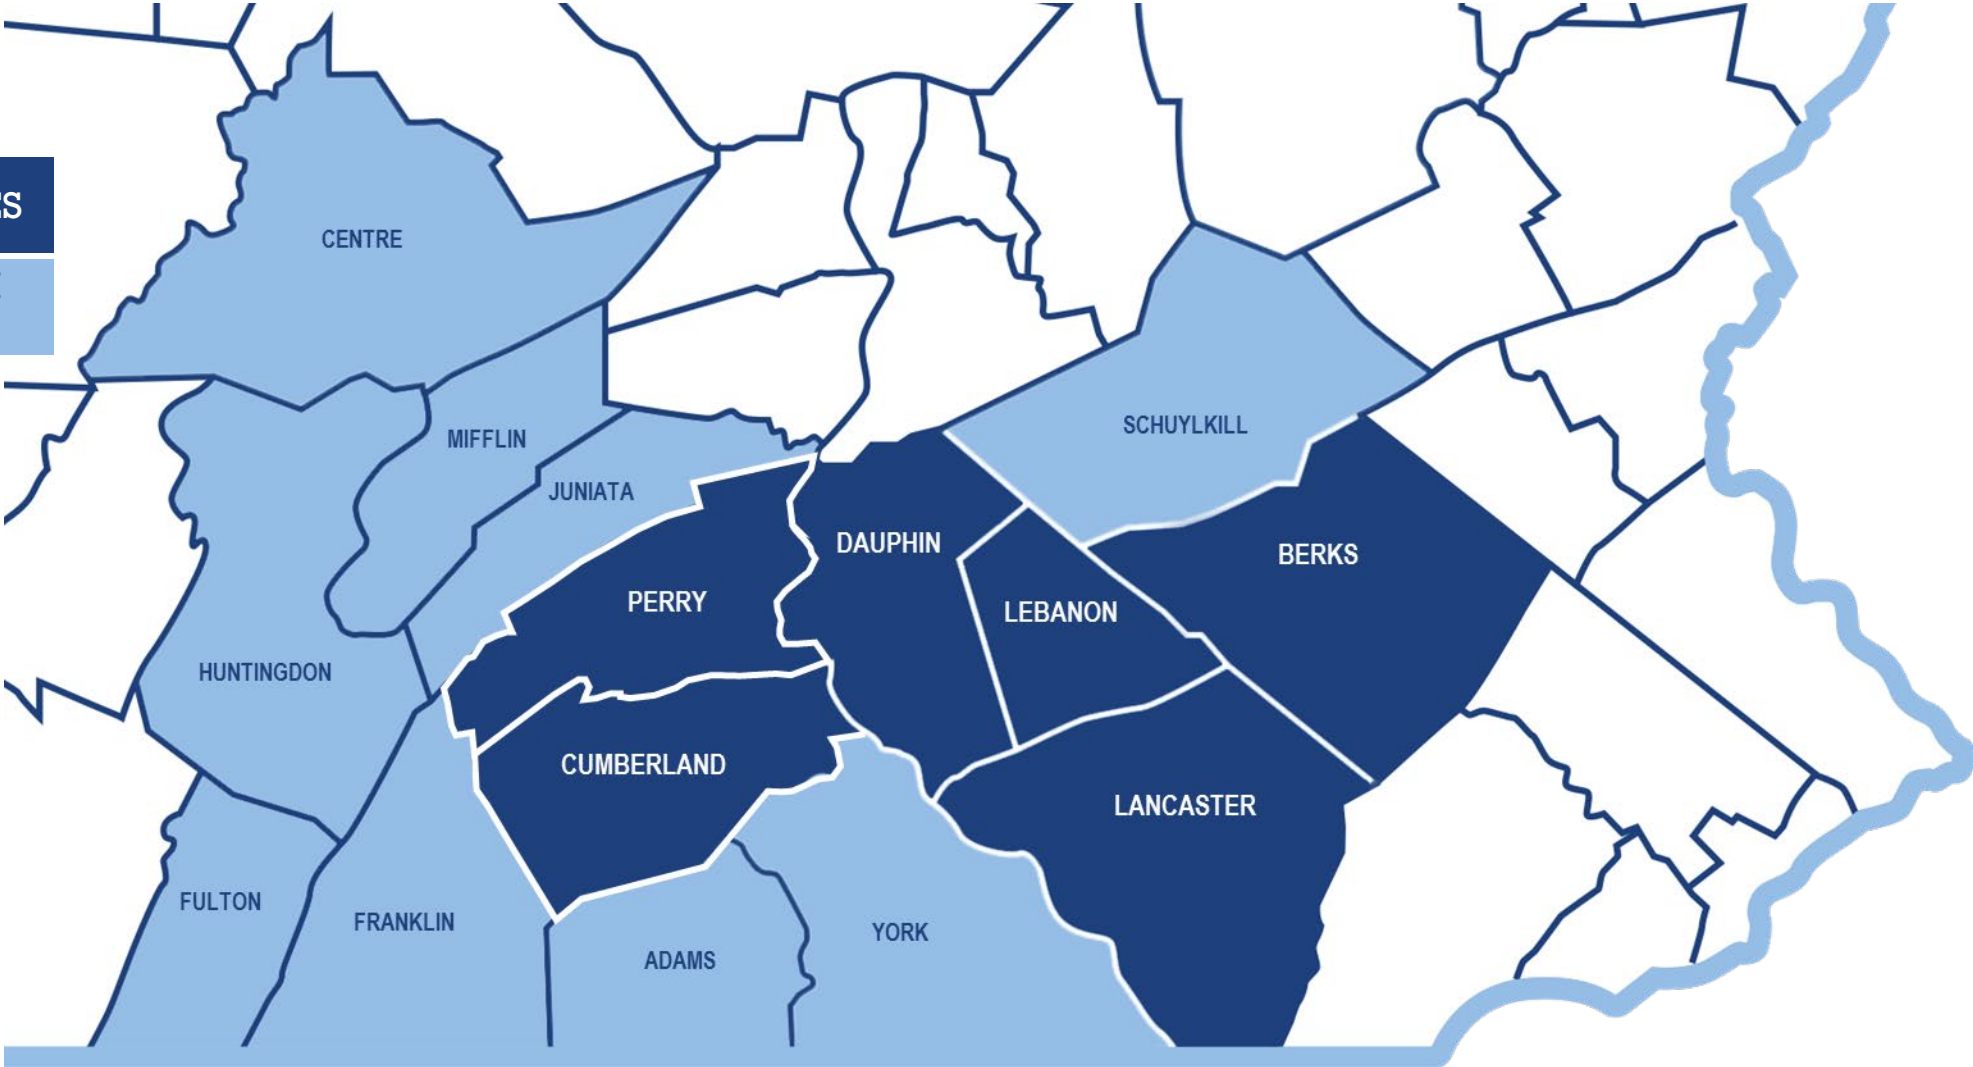 CENTRE
SCHUYLKILL
MIFFLIN
JUNIATA
DAUPHIN
BERKS
PERRY
LEBANON
HUNTINGDON
CUMBERLAND
LANCASTER
FULTON
FRANKLIN
YORK
ADAMS